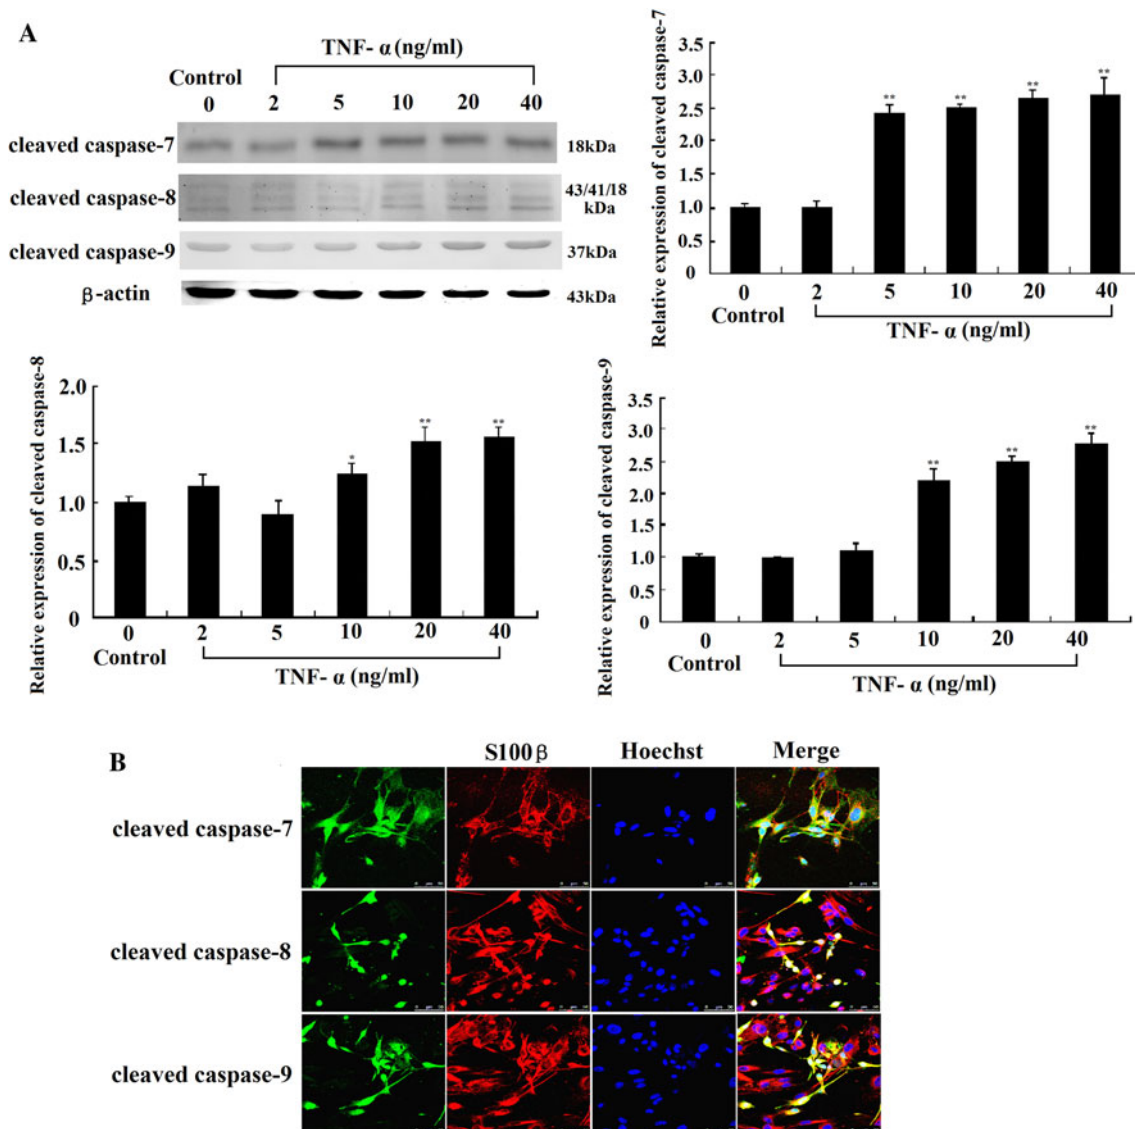 A
TNF- α (ng/ml)
Control
0 2 5 10 20 40
cleaved caspase-7 18kDa
cleaved caspase-8 43/41/18
kDa
cleaved caspase-9 37kDa
β-actin 43kDa
Relative expression of cleaved caspase-7
3.5
3.0
2.5
2.0
1.5
1.0
0.5
0
** ** ** **
0 2 5 10 20 40
Control
TNF- α (ng/ml)
Relative expression of cleaved caspase-8
2.0
1.5
1.0
0.5
0
* ** **
0 2 5 10 20 40
Control
TNF- α (ng/ml)
Relative expression of cleaved caspase-9
3.5
3.0
2.5
2.0
1.5
1.0
0.5
0
** ** **
0 2 5 10 20 40
Control
TNF- α (ng/ml)
B
S100β Hoechst Merge
cleaved caspase-7
cleaved caspase-8
cleaved caspase-9